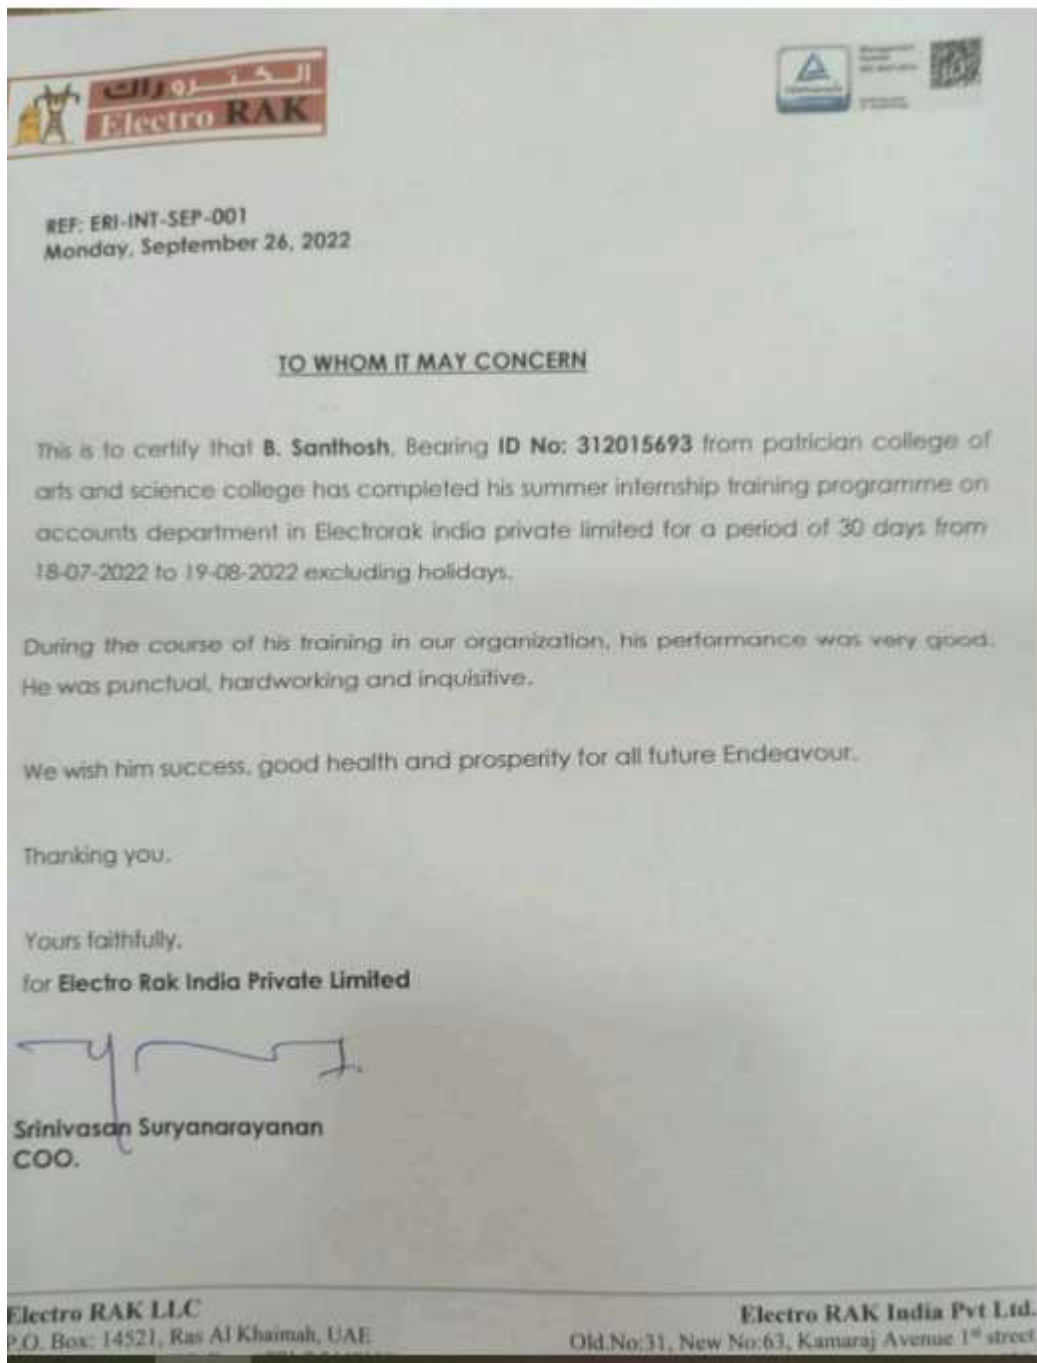 الكترو راك
Electro RAK
REF: ERI-INT-SEP-001
Monday, September 26, 2022
TO WHOM IT MAY CONCERN
This is to certify that B. Santhosh, Bearing ID No: 312015693 from patrician college of
arts and science college has completed his summer internship training programme on
accounts department in Electrorak india private limited for a period of 30 days from
18-07-2022 to 19-08-2022 excluding holidays.
During the course of his training in our organization, his performance was very good.
He was punctual, hardworking and inquisitive.
We wish him success, good health and prosperity for all future Endeavour.
Thanking you,
Yours faithfully,
for Electro Rak India Private Limited
Srinivasan Suryanarayanan
COO.
Electro RAK LLC
P.O. Box: 14521, Ras Al Khaimah, UAE
Electro RAK India Pvt Ltd.
Old.No:31, New No:63, Kamaraj Avenue 1st street